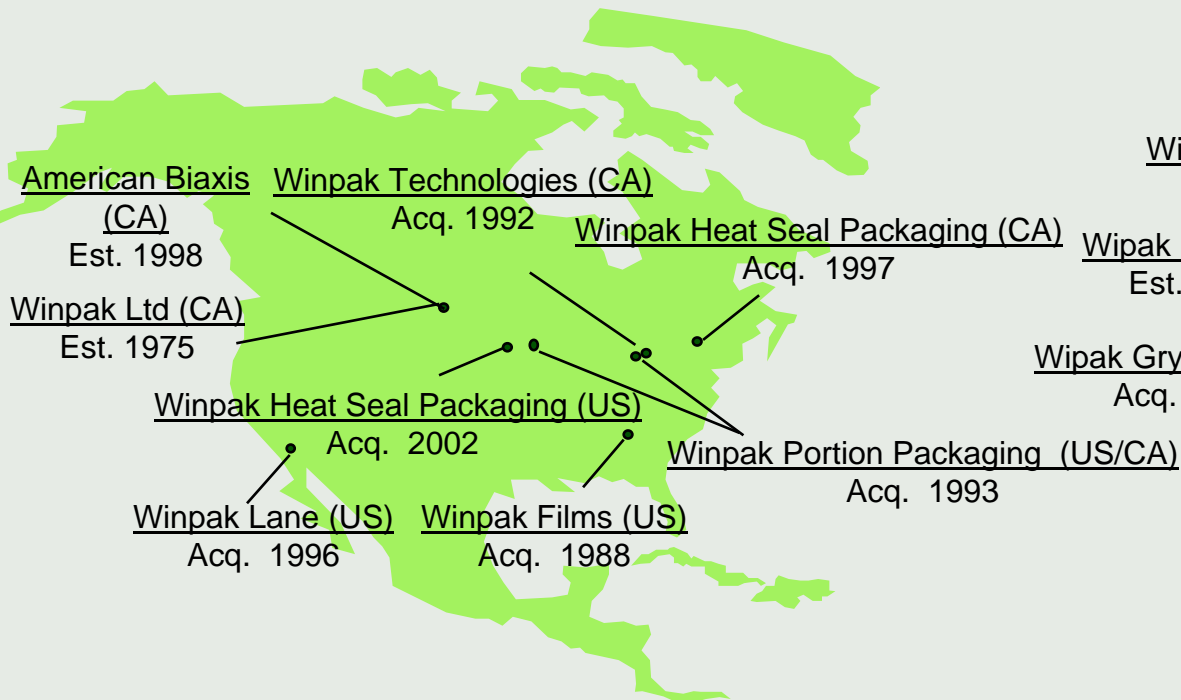 American Biaxis
(CA)
Est. 1998
Winpak Technologies (CA)
Acq. 1992
Winpak Heat Seal Packaging (CA)
Acq.  1997
Winpak Ltd (CA)
Est. 1975
Winpak Heat Seal Packaging (US)
Acq.  2002
Winpak Portion Packaging  (US/CA)
Acq.  1993
Winpak Lane (US)
Acq.  1996
Winpak Films (US)
Acq.  1988
Wipak
Est.
Wipak
Acq.